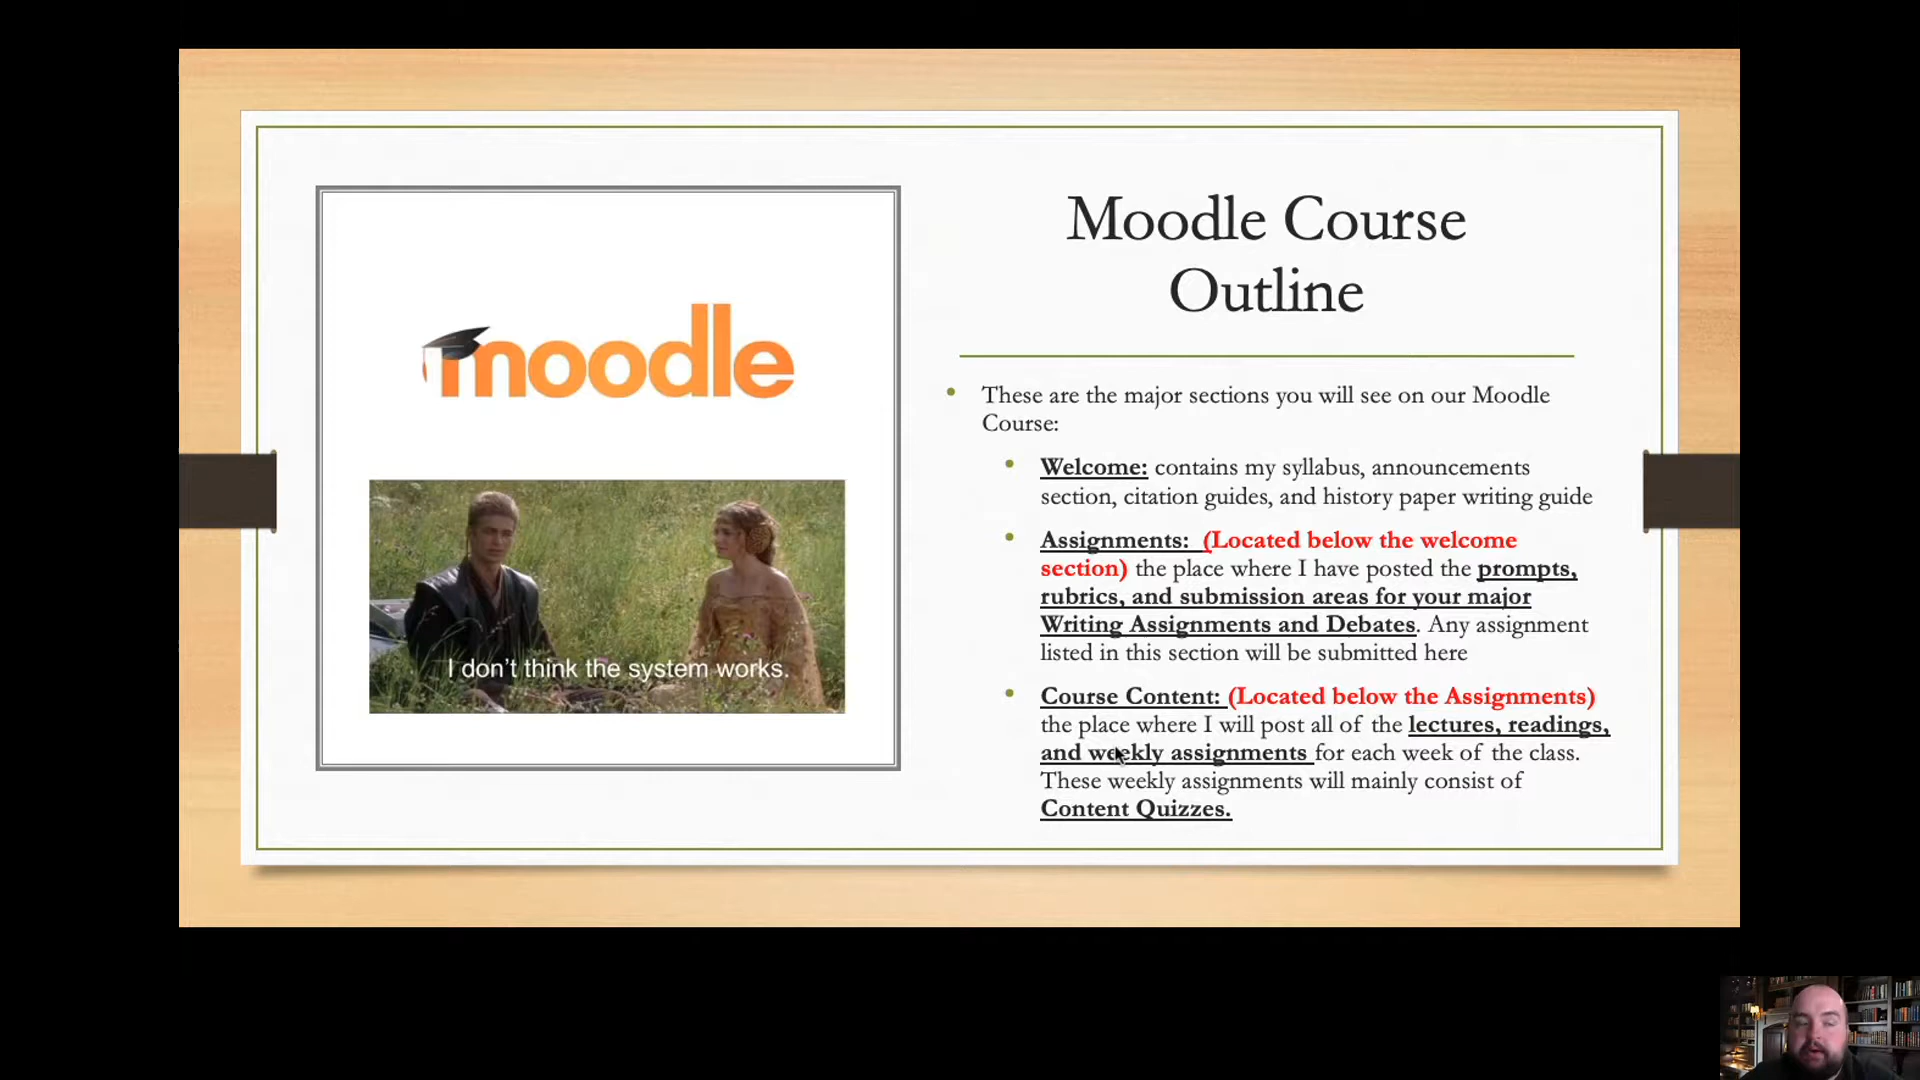 moodle
I don't think the system works.
Moodle Course
Outline
These are the major sections you will see on our Moodle
Course:
Welcome: contains my syllabus, announcements
section, citation guides, and history paper writing guide
Assignments: (Located below the welcome
section) the place where I have posted the prompts,
rubrics, and submission areas for your major
Writing Assignments and Debates. Any assignment
listed in this section will be submitted here
Course Content: (Located below the Assignments)
the place where I will post all of the lectures, readings,
and weekly assignments for each week of the class.
These weekly assignments will mainly consist of
Content Quizzes.